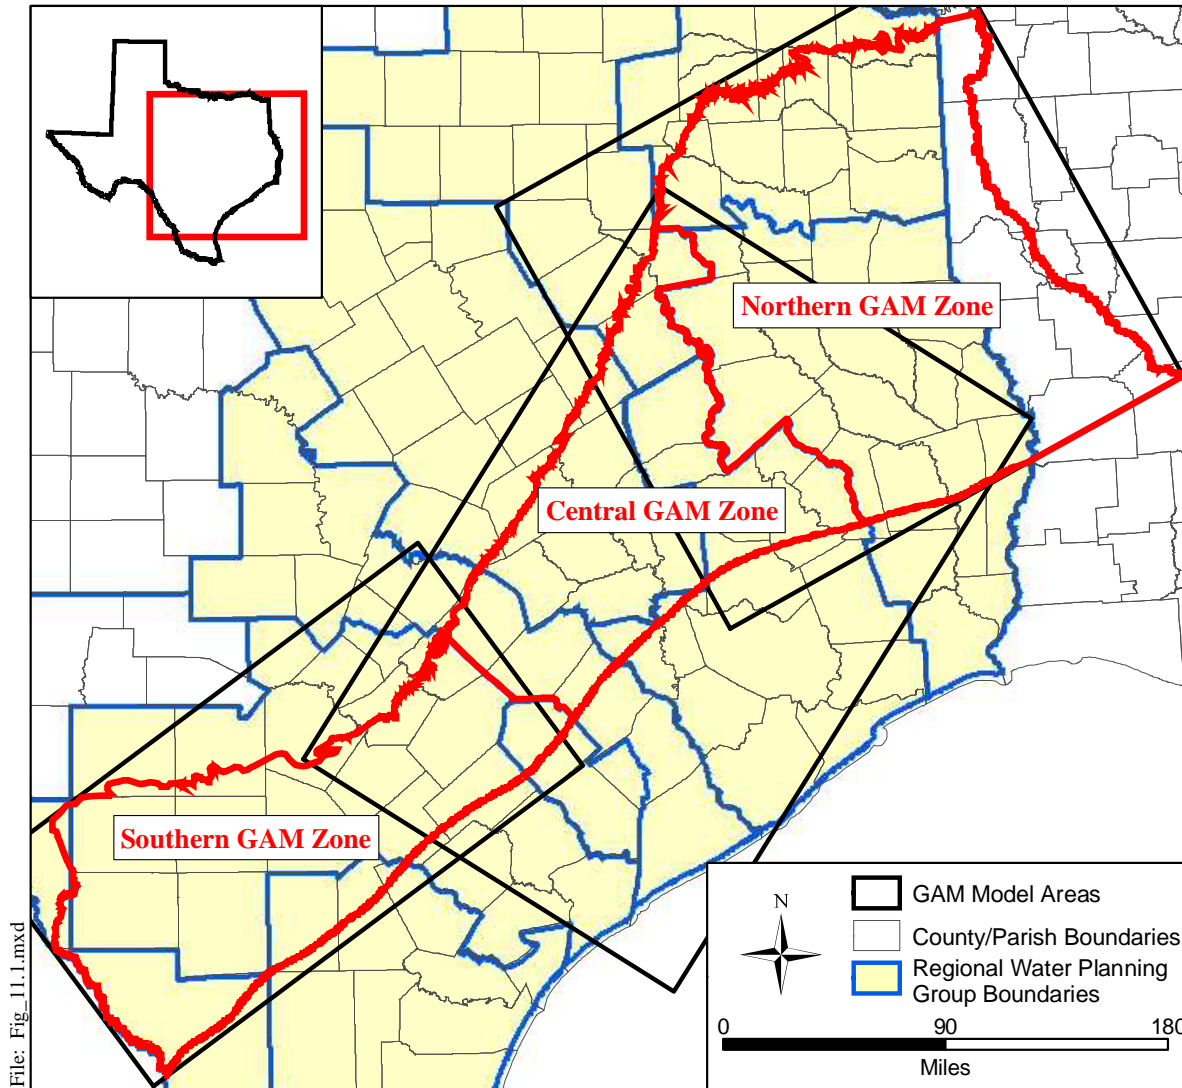 Northern GAM Zone
Central GAM Zone
Southern GAM Zone
N
GAM Model Areas
County/Parish Boundaries
Regional Water Planning
Group Boundaries
0 90 180
Miles
File: Fig_11.1.mxd